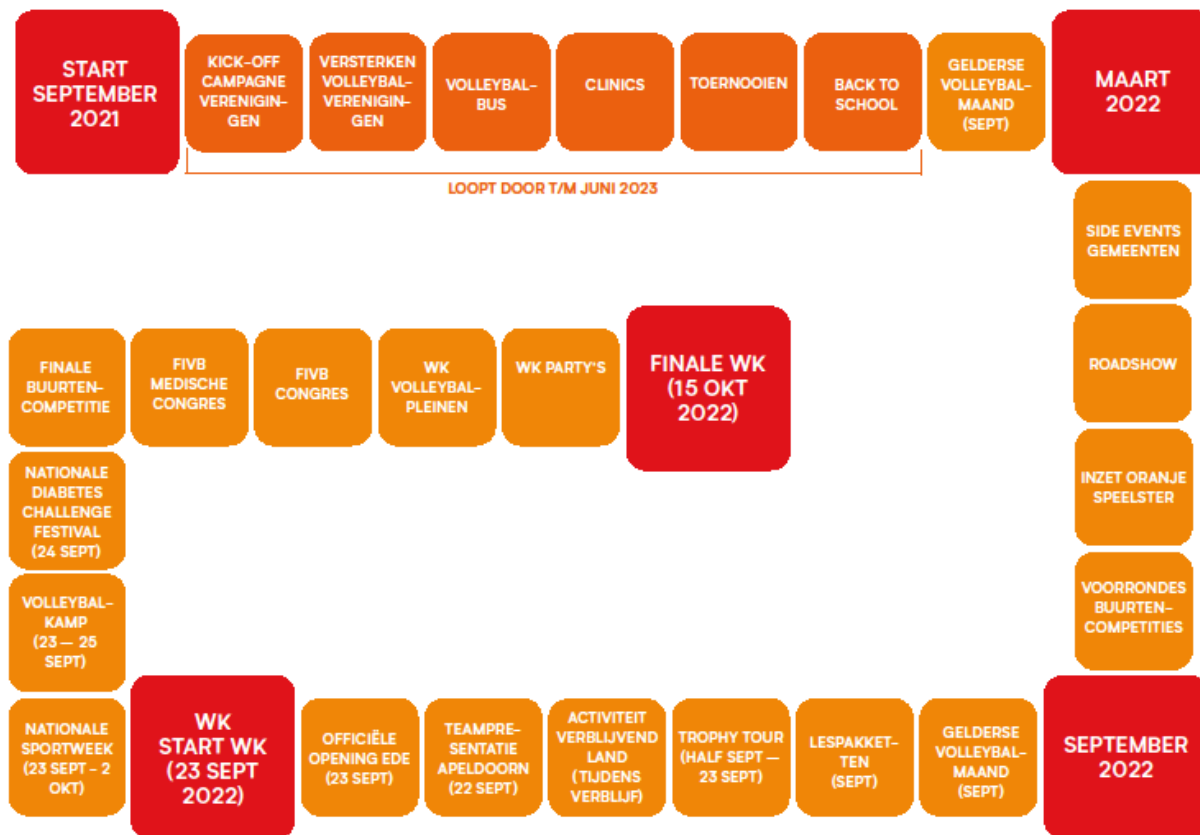 START
SEPTEMBER
2021
KICK-OFF
CAMPAGNE
VERENIGIN-
GEN
VERSTERKEN
VOLLEYBAL-
VERENIGIN-
GEN
VOLLEYBAL-
BUS
CLINICS
TOERNOOIEN
BACK TO
SCHOOL
GELDERSE
VOLLEYBAL-
MAAND
(SEPT)
MAART
2022
LOOPT DOOR T/M JUNI 2023
SIDE EVENTS
GEMEENTEN
ROADSHOW
INZET ORANJE
SPEELSTER
VOORRONDES
BUURTEN-
COMPETITIES
SEPTEMBER
2022
GELDERSE
VOLLEYBAL-
MAAND
(SEPT)
LESPAKKET-
TEN
(SEPT)
TROPHY TOUR
(HALF SEPT –
23 SEPT)
ACTIVITEIT
VERBLIJVEND
LAND
(TIJDENS
VERBLIJF)
TEAMPRE-
SENTATIE
APELDOORN
(22 SEPT)
OFFICIËLE
OPENING EDE
(23 SEPT)
WK
START WK
(23 SEPT
2022)
NATIONALE
SPORTWEEK
(23 SEPT - 2
OKT)
VOLLEYBAL-
KAMP
(23 – 25
SEPT)
NATIONALE
DIABETES
CHALLENGE
FESTIVAL
(24 SEPT)
FINALE
BUURTEN-
COMPETITIE
FIVB
MEDISCHE
CONGRES
FIVB
CONGRES
WK
VOLLEYBAL-
PLEINEN
WK PARTY'S
FINALE WK
(15 OKT
2022)